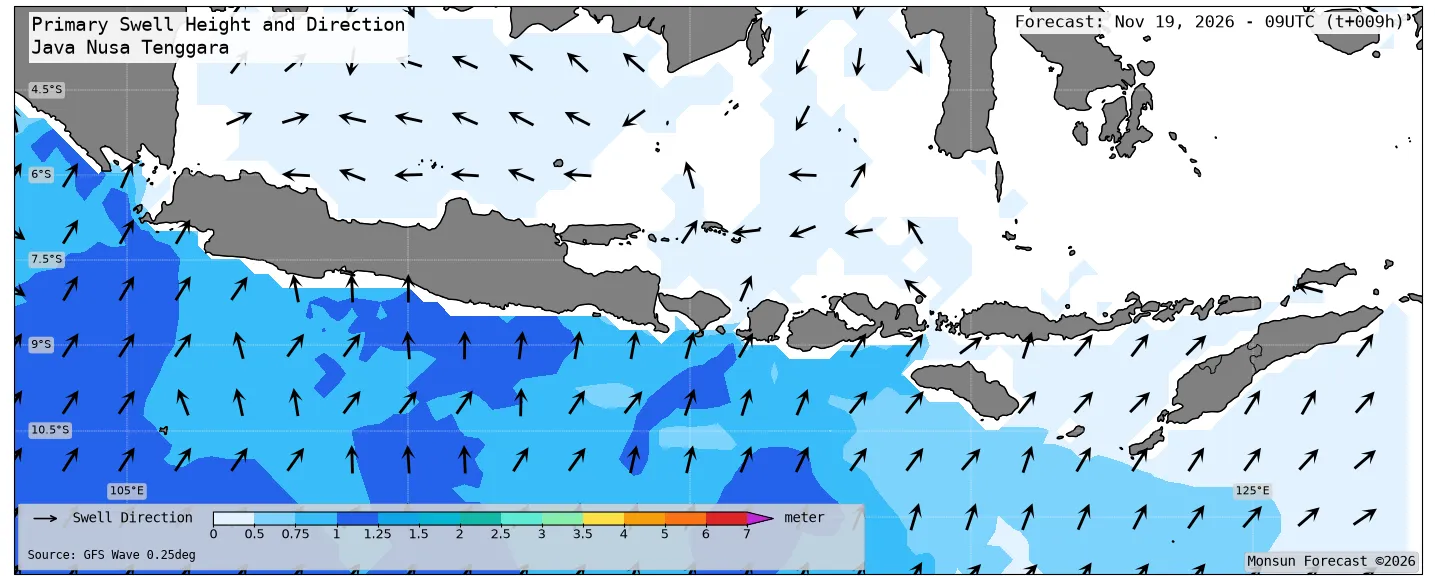 Primary Swell Height and Direction
Java Nusa Tenggara
Forecast: Nov 19, 2026 - 09UTC (t+009h)
4.5°S
6°S
7.5°S
9°S
10.5°S
105°E
125°E
Swell Direction
meter
0 0.5 0.75 1 1.25 1.5 2 2.5 3 3.5 4 5 6 7
Source: GFS Wave 0.25deg
Monsun Forecast ©2026